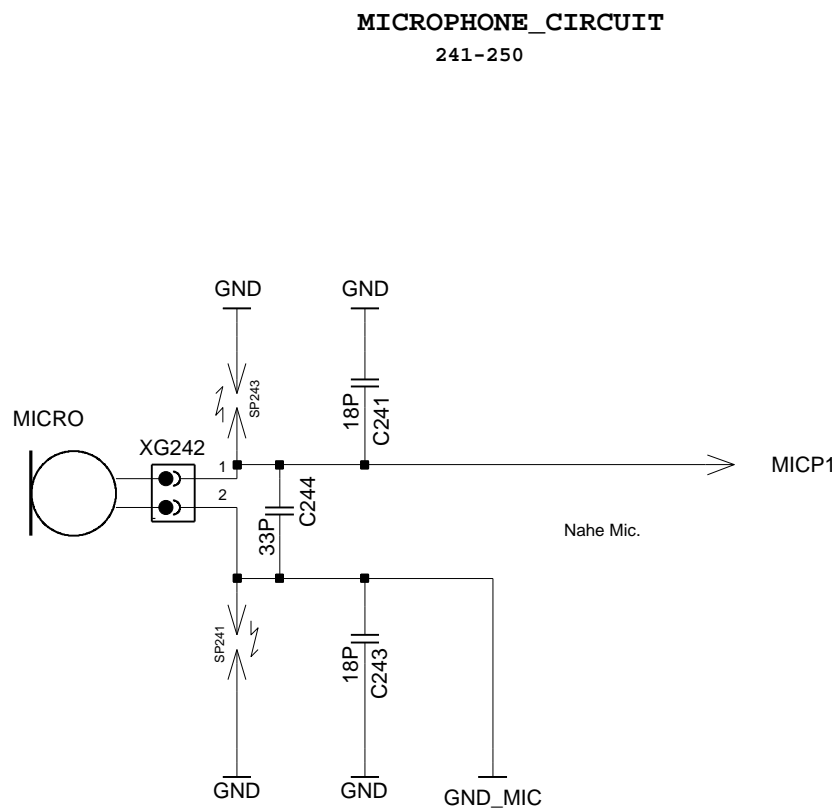 MICROPHONE_CIRCUIT
241-250
GND
GND
SP243
18P
C241
MICRO
XG242
1
MICP1
2
33P
C244
Nahe Mic.
SP241
18P
C243
GND
GND
GND_MIC